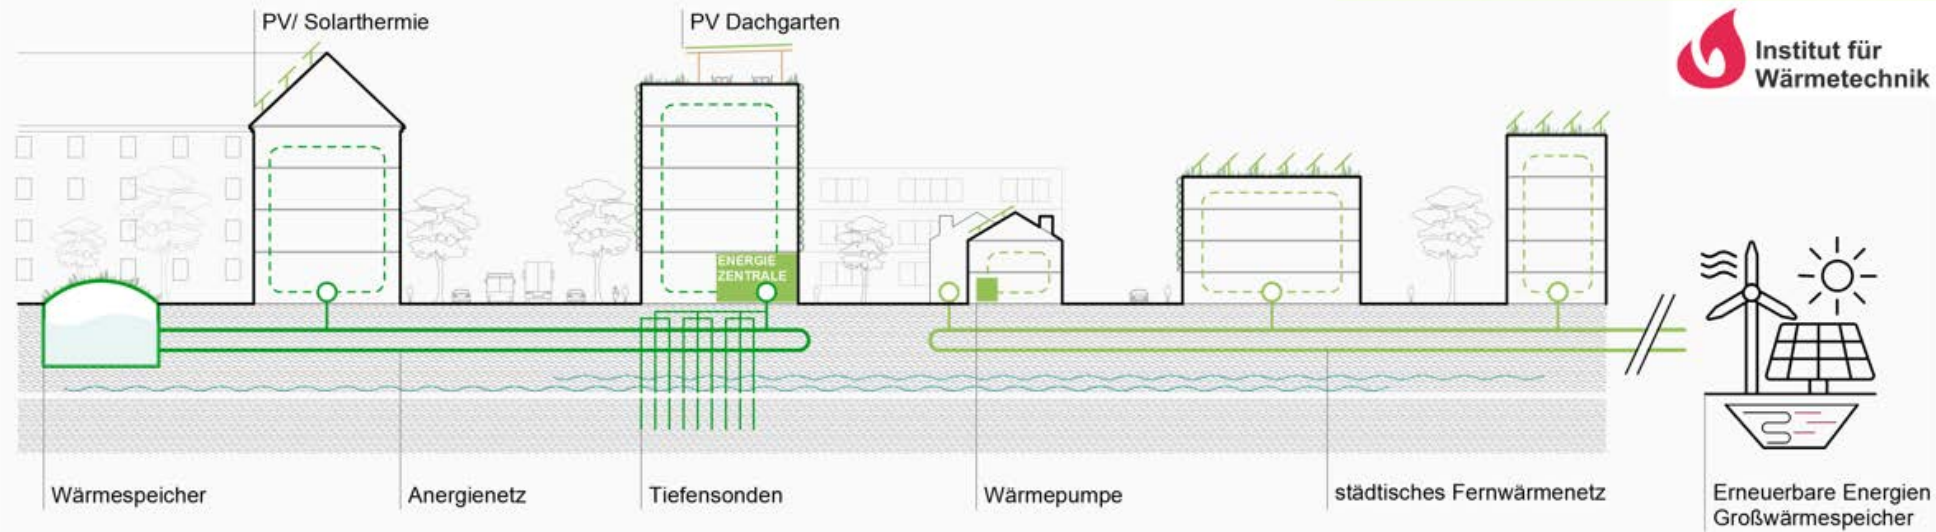 PV/ Solarthermie
PV Dachgarten
Institut für
Wärmetechnik
ENERGIE
ZENTRALE
Wärmespeicher
Anergienetz
Tiefensonden
Wärmepumpe
städtisches Fernwärmenetz
Erneuerbare Energien
Großwärmespeicher